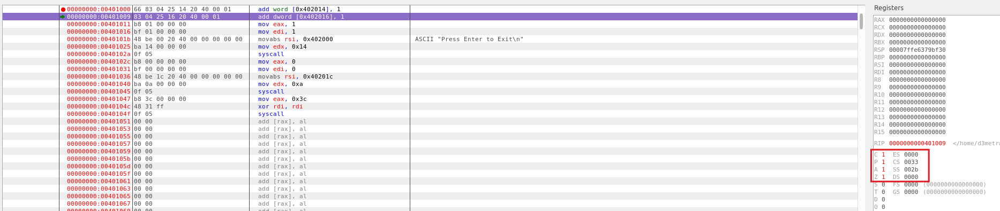 00000000:00401000 66 83 04 25 14 20 40 00 01 add word [0x402014], 1
00000000:00401009 83 04 25 16 20 40 00 01 add dword [0x402016], 1
00000000:00401011 b8 01 00 00 00 mov eax, 1
00000000:00401016 bf 01 00 00 00 mov edi, 1
00000000:0040101b 48 be 00 20 40 00 00 00 00 00 movabs rsi, 0x402000 ASCII "Press Enter to Exit\n"
00000000:00401025 ba 14 00 00 00 mov edx, 0x14
00000000:0040102a 0f 05 syscall
00000000:0040102c b8 00 00 00 00 mov eax, 0
00000000:00401031 bf 00 00 00 00 mov edi, 0
00000000:00401036 48 be 1c 20 40 00 00 00 00 00 movabs rsi, 0x40201c
00000000:00401040 ba 0a 00 00 00 mov edx, 0xa
00000000:00401045 0f 05 syscall
00000000:00401047 b8 3c 00 00 00 mov eax, 0x3c
00000000:0040104c 48 31 ff xor rdi, rdi
00000000:0040104f 0f 05 syscall
00000000:00401051 00 00 add [rax], al
00000000:00401053 00 00 add [rax], al
00000000:00401055 00 00 add [rax], al
00000000:00401057 00 00 add [rax], al
00000000:00401059 00 00 add [rax], al
00000000:0040105b 00 00 add [rax], al
00000000:0040105d 00 00 add [rax], al
00000000:0040105f 00 00 add [rax], al
00000000:00401061 00 00 add [rax], al
00000000:00401063 00 00 add [rax], al
00000000:00401065 00 00 add [rax], al
00000000:00401067 00 00 add [rax], al
00000000:00401069 00 00 add [rax], al
Registers
RAX 0000000000000000
RCX 0000000000000000
RDX 0000000000000000
RBX 0000000000000000
RSP 00007ffe6379bf30
RBP 0000000000000000
RSI 0000000000000000
RDI 0000000000000000
R8 0000000000000000
R9 0000000000000000
R10 0000000000000000
R11 0000000000000000
R12 0000000000000000
R13 0000000000000000
R14 0000000000000000
R15 0000000000000000
RIP 0000000000401009 </home/d3metra
C 1 ES 0000
P 1 CS 0033
A 1 SS 002b
Z 1 DS 0000
S 0 FS 0000 (0000000000000000)
T 0 GS 0000 (0000000000000000)
D 0
O 0